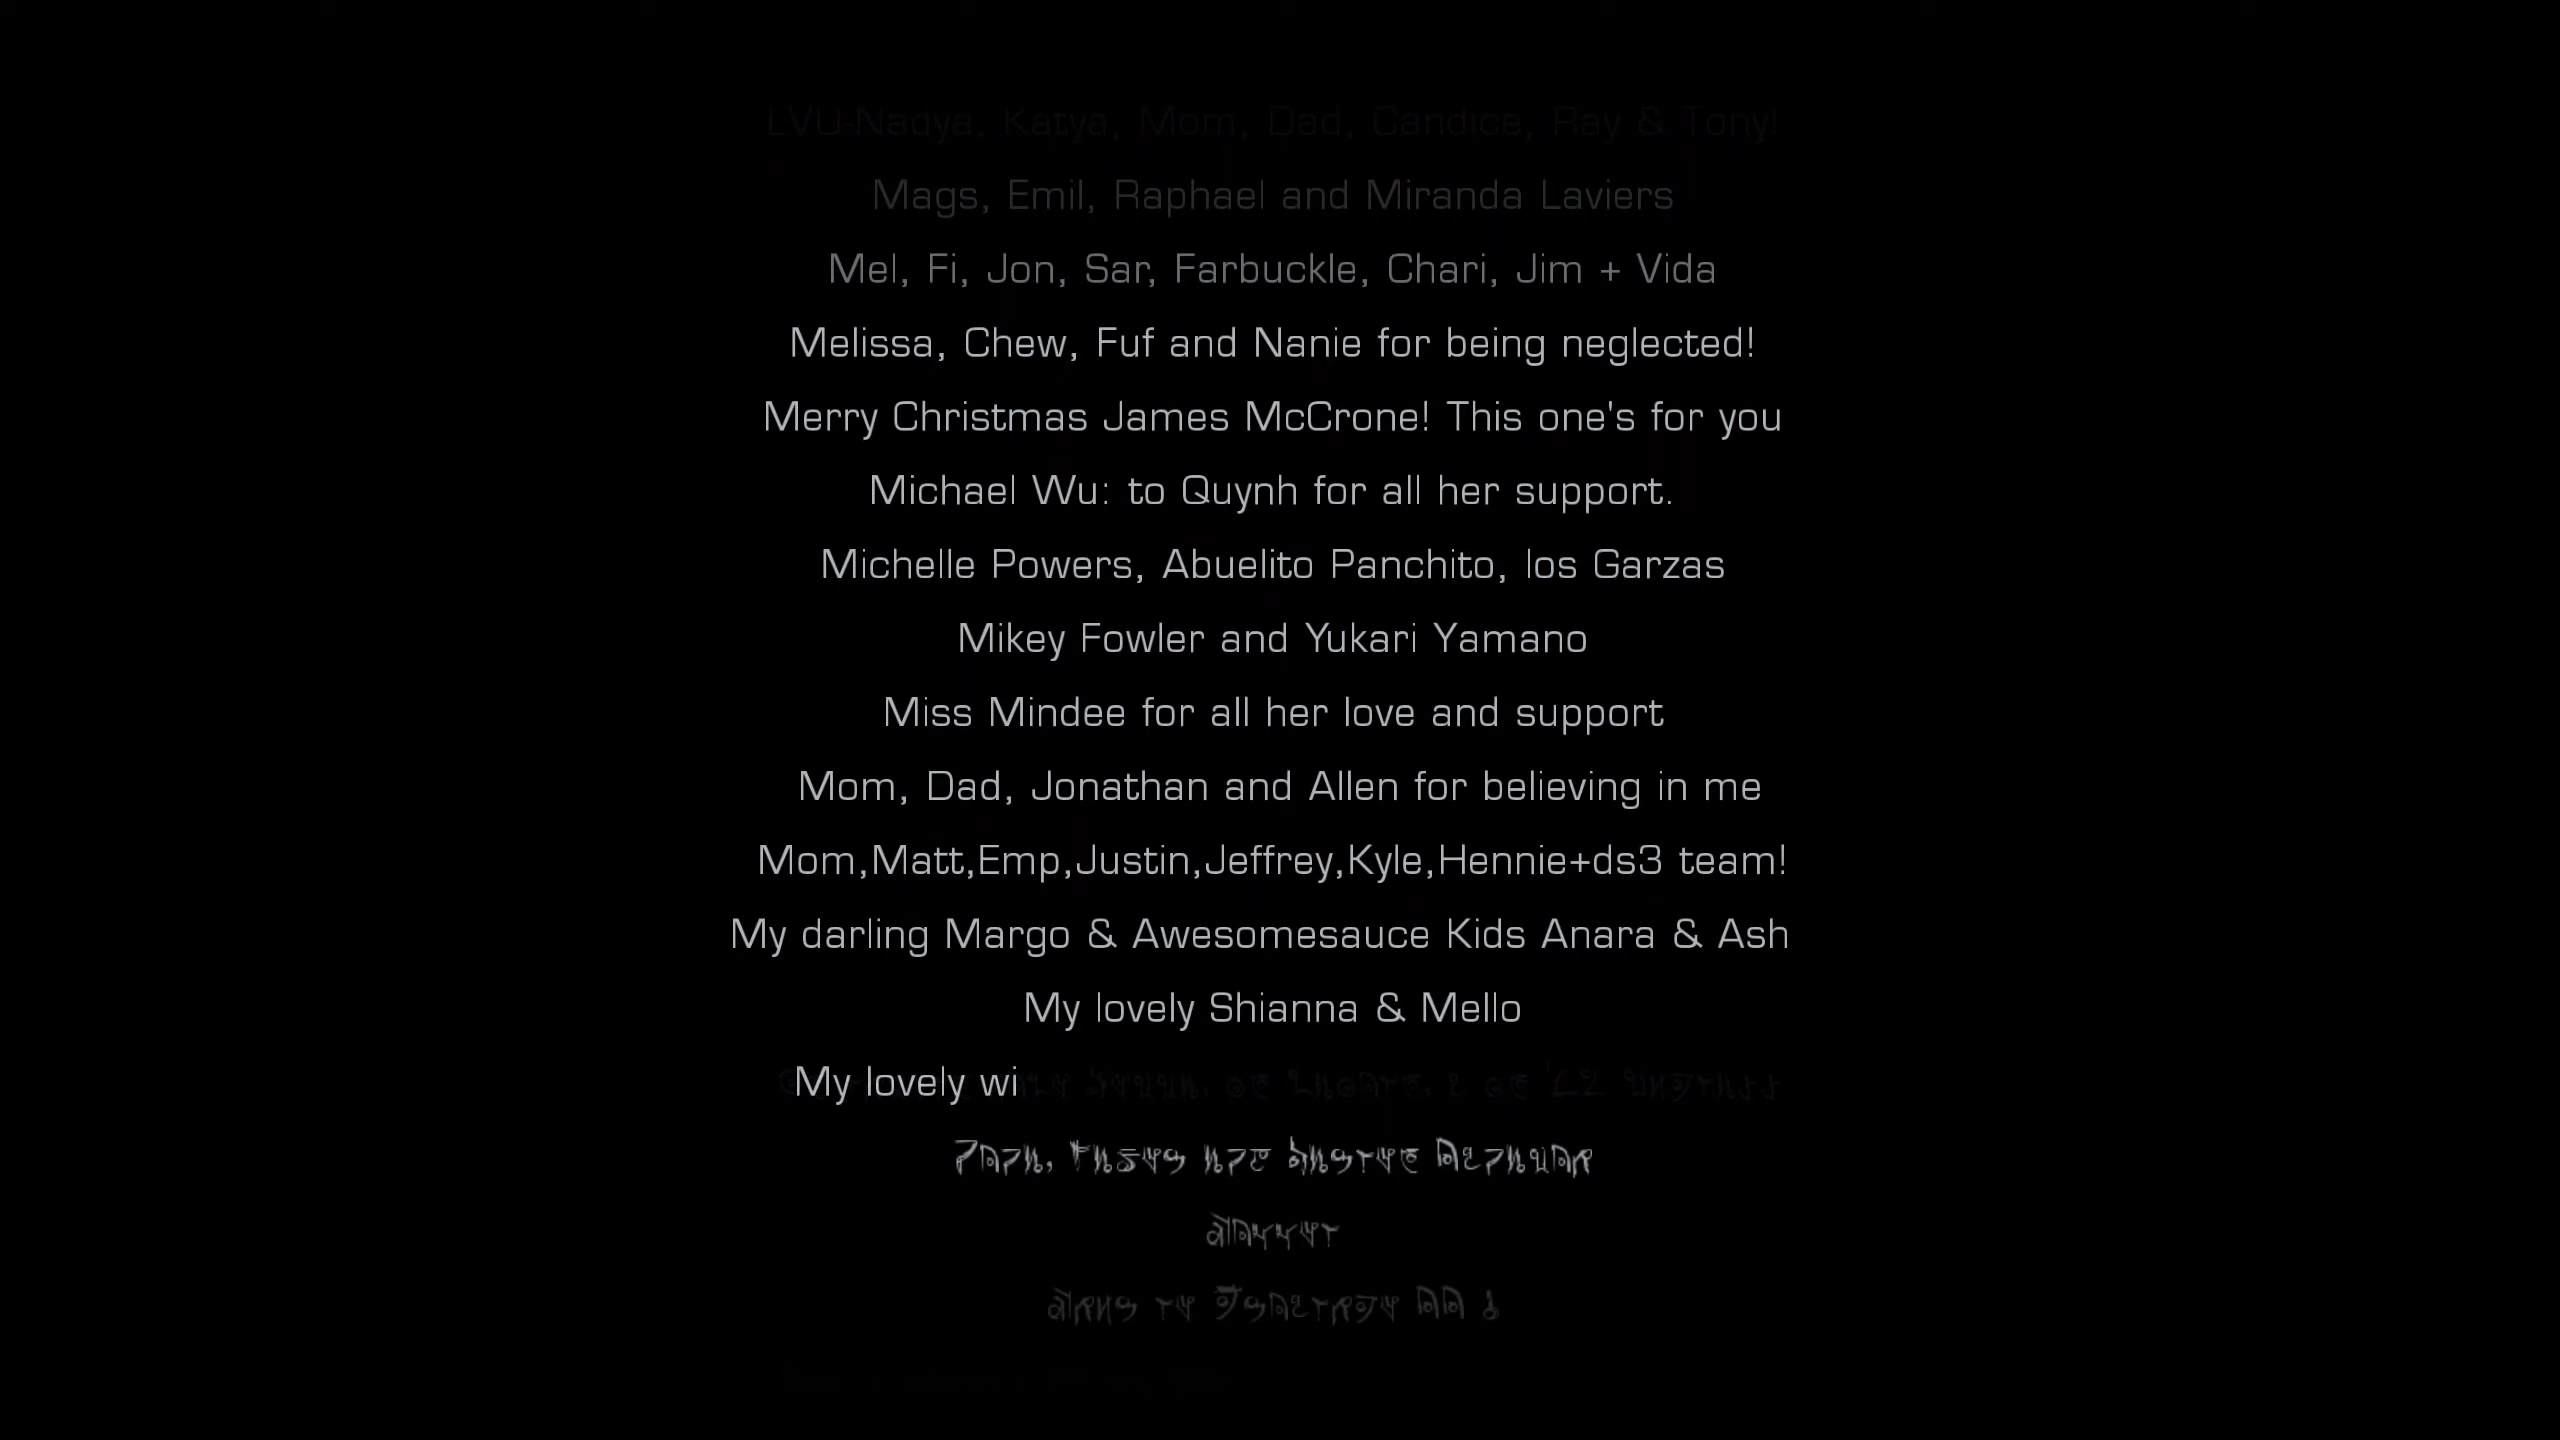 LVU-Nadya, Katya, Mom, Dad, Candice, Ray & Tony!
Mags, Emil, Raphael and Miranda Laviers
Mel, Fi, Jon, Sar, Farbuckle, Chari, Jim + Vida
Melissa, Chew, Fuf and Nanie for being neglected!
Merry Christmas James McCrone! This one's for you
Michael Wu: to Quynh for all her support.
Michelle Powers, Abuelito Panchito, los Garzas
Mikey Fowler and Yukari Yamano
Miss Mindee for all her love and support
Mom, Dad, Jonathan and Allen for believing in me
Mom,Matt,Emp,Justin,Jeffrey,Kyle,Hennie+ds3 team!
My darling Margo & Awesomesauce Kids Anara & Ash
My lovely Shianna & Mello
My lovely wi